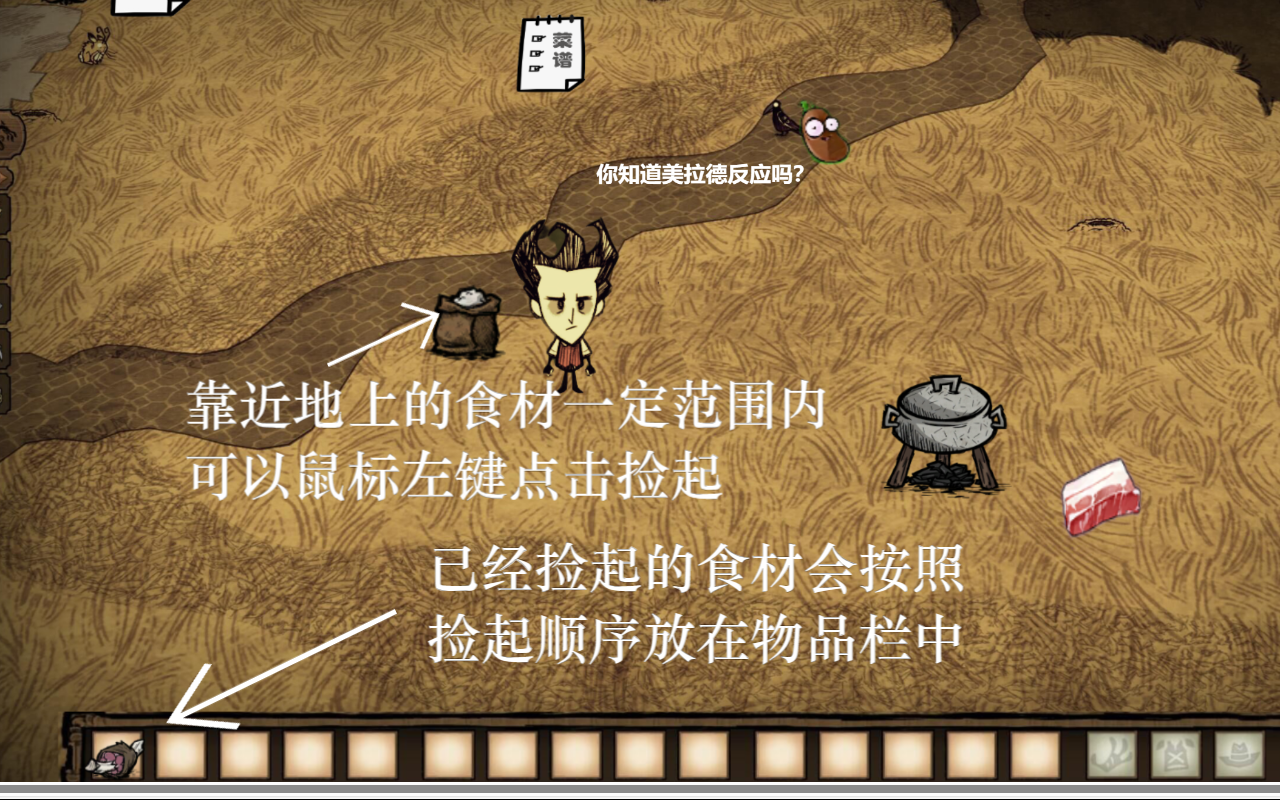 菜
谱
你知道美拉德反应吗?
靠近地上的食材一定范围内
可以鼠标左键点击捡起
已经捡起的食材会按照
捡起顺序放在物品栏中